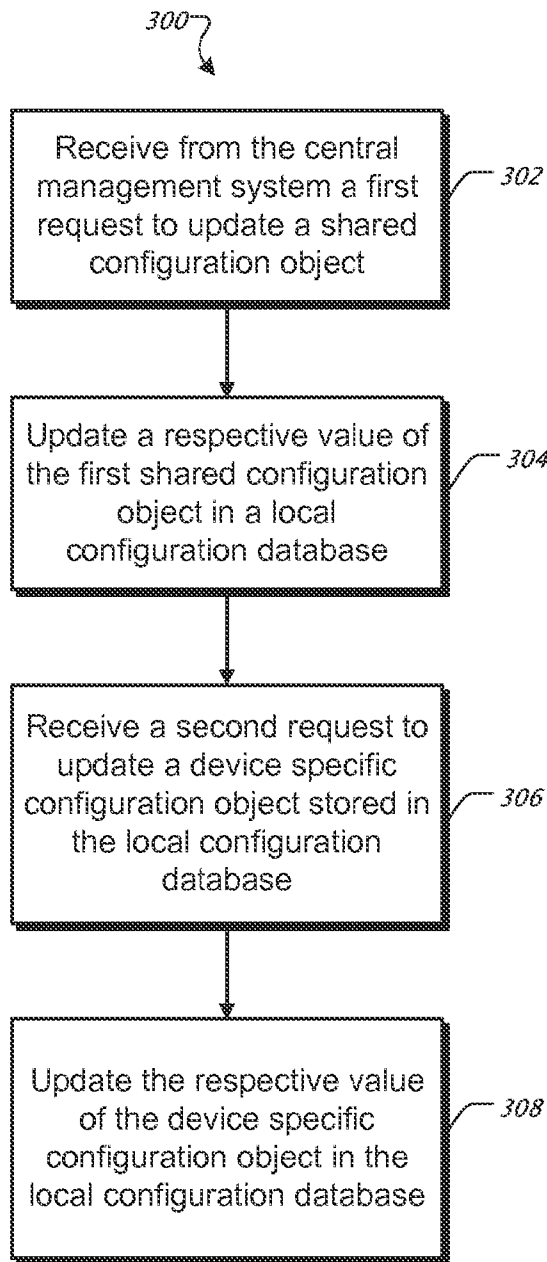 300
Receive from the central
management system a first
request to update a shared
configuration object
302
Update a respective value of
the first shared configuration
object in a local
configuration database
304
Receive a second request to
update a device specific
configuration object stored in
the local configuration
database
306
Update the respective value
of the device specific
configuration object in the
local configuration database
308